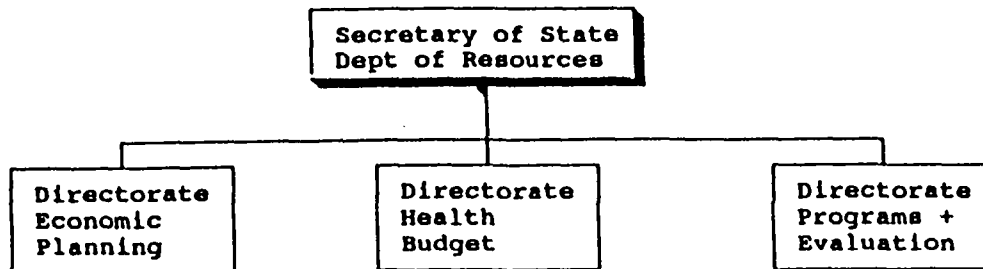 Secretary of State
Dept of Resources
Directorate
Economic
Planning
Directorate
Health
Budget
Directorate
Programs +
Evaluation